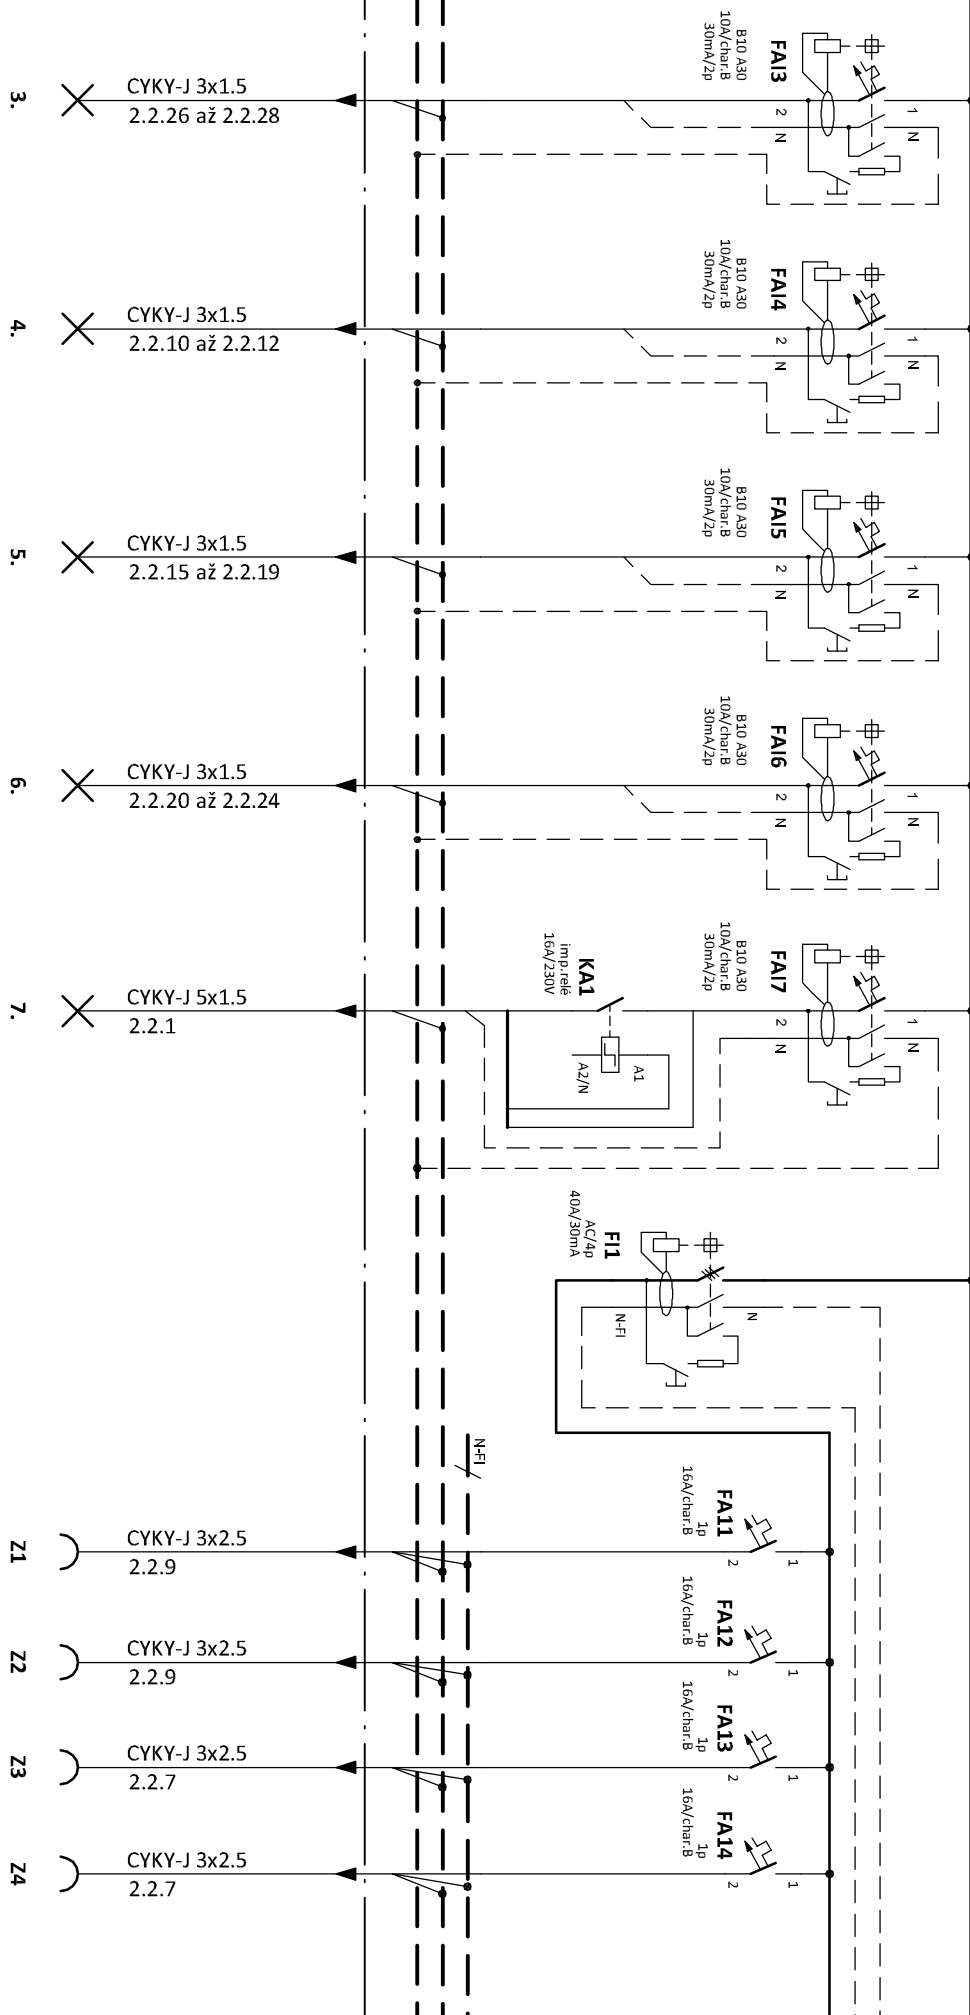 3.
CYKY-J 3x1.5
2.2.26 až 2.2.28
FAI3
B10 A30
10A/char.B
30mA/2p
1
N
2
N
4.
CYKY-J 3x1.5
2.2.10 až 2.2.12
FAI4
B10 A30
10A/char.B
30mA/2p
1
N
2
N
5.
CYKY-J 3x1.5
2.2.15 až 2.2.19
FAI5
B10 A30
10A/char.B
30mA/2p
1
N
2
N
6.
CYKY-J 3x1.5
2.2.20 až 2.2.24
FAI6
B10 A30
10A/char.B
30mA/2p
1
N
2
N
7.
CYKY-J 5x1.5
2.2.1
KA1
imp.relé
16A/230V
A1
A2/N
FAI7
B10 A30
10A/char.B
30mA/2p
1
N
2
N
FI1
AC/4p
40A/30mA
N
N-FI
N-FI
Z1
CYKY-J 3x2.5
2.2.9
FA11
1p
16A/char.B
1
2
Z2
CYKY-J 3x2.5
2.2.9
FA12
1p
16A/char.B
1
2
Z3
CYKY-J 3x2.5
2.2.7
FA13
1p
16A/char.B
1
2
Z4
CYKY-J 3x2.5
2.2.7
FA14
1p
16A/char.B
1
2